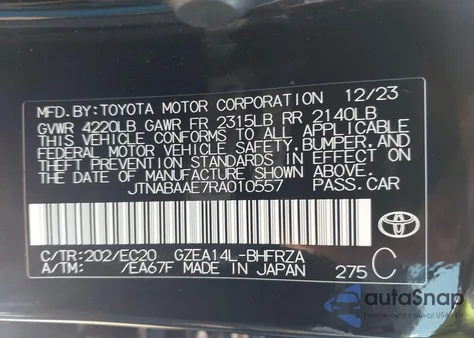 MFD.BY:TOYOTA MOTOR CORPORATION 12/23
GVWR 4220LB GAWR FR 2315LB RR 2140LB
THIS VEHICLE CONFORMS TO ALL APPLICABLE
FEDERAL MOTOR VEHICLE SAFETY,BUMPER,AND
THEFT PREVENTION STANDARDS IN EFFECT ON
THE DATE OF MANUFACTURE SHOWN ABOVE.
JTNABAAE7RA010557 PASS.CAR
C/TR:202/EC20 GZEA14L-BHFRZA
A/TM: /EA67F MADE IN JAPAN 275 C
autoSnap